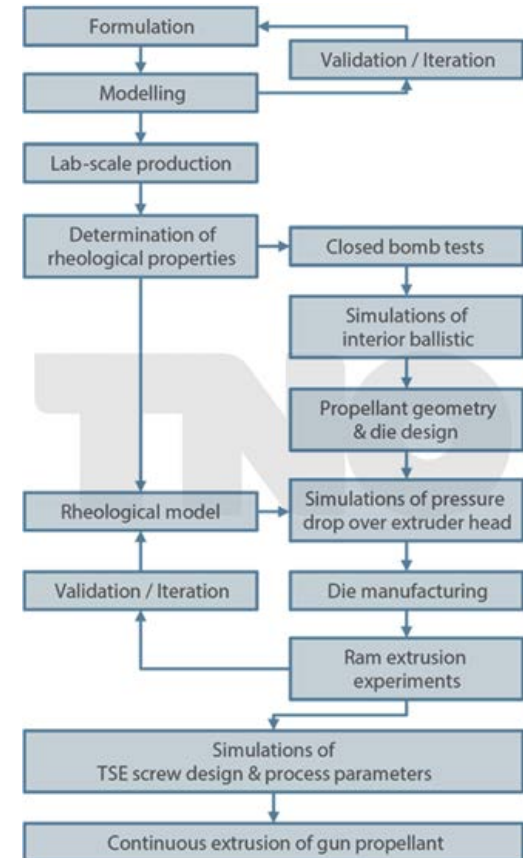 Formulation
Validation / Iteration
Modelling
Lab-scale production
Determination of
rheological properties
Closed bomb tests
Simulations of
interior ballistic
Propellant geometry
& die design
TNO
Rheological model
Simulations of pressure
drop over extruder head
Validation / Iteration
Die manufacturing
Ram extrusion
experiments
Simulations of
TSE screw design & process parameters
Continuous extrusion of gun propellant